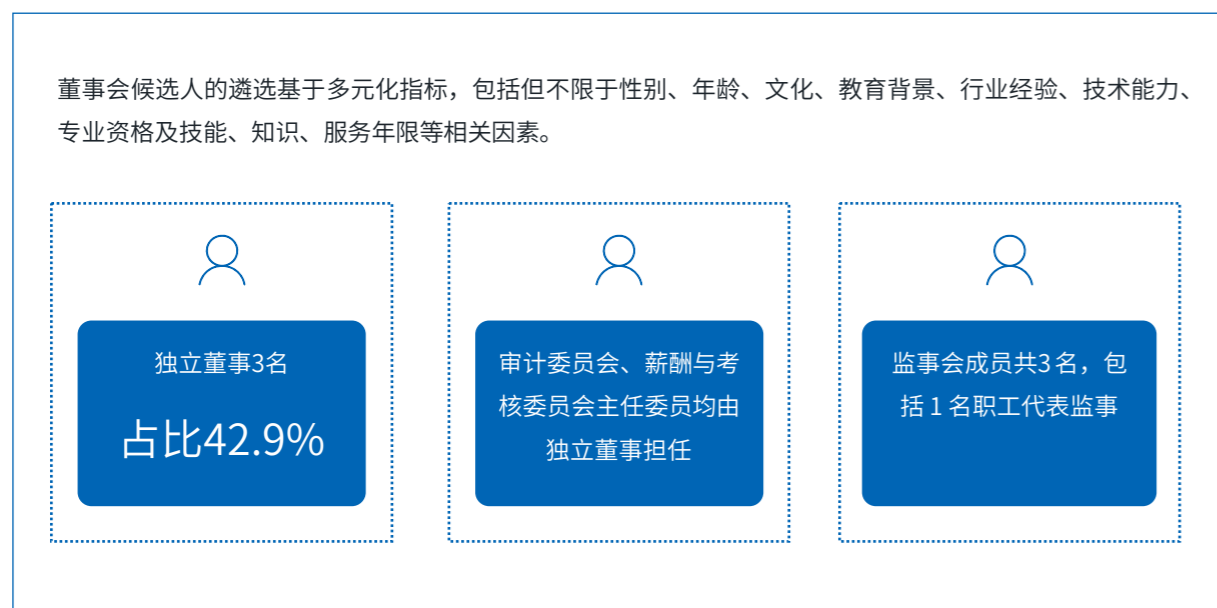 董事会候选人的遴选基于多元化指标，包括但不限于性别、年龄、文化、教育背景、行业经验、技术能力、
专业资格及技能、知识、服务年限等相关因素。
独立董事3名
占比42.9%
审计委员会、薪酬与考
核委员会主任委员均由
独立董事担任
监事会成员共3名，包
括1名职工代表监事